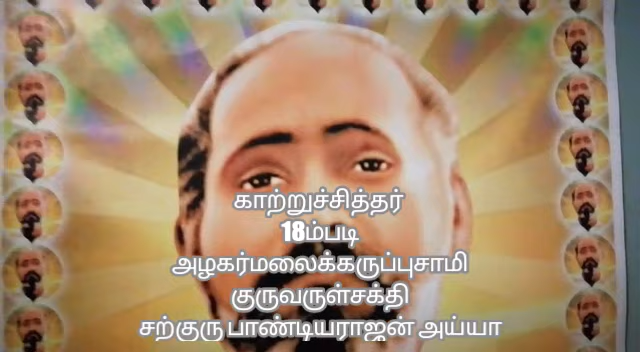 காற்றுச்சித்தர்
18ம்படி
அழகர்மலைக்கருப்புசாமி
குருவருள்சக்தி
சற்குரு பாண்டியராஜன் அய்யா